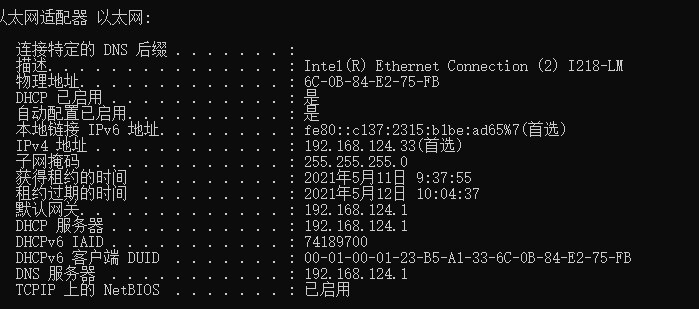 以太网适配器 以太网:
连接特定的 DNS 后缀 . . . . . . . :
描述. . . . . . . . . . . . . . . : Intel(R) Ethernet Connection (2) I218-LM
物理地址. . . . . . . . . . . . . : 6C-0B-84-E2-75-FB
DHCP 已启用 . . . . . . . . . . . : 是
自动配置已启用. . . . . . . . . . : 是
本地链接 IPv6 地址. . . . . . . . : fe80::c137:2315:b1be:ad65%7(首选)
IPv4 地址 . . . . . . . . . . . . : 192.168.124.33(首选)
子网掩码 . . . . . . . . . . . . : 255.255.255.0
获得租约的时间 . . . . . . . . . : 2021年5月11日 9:37:55
租约过期的时间 . . . . . . . . . : 2021年5月12日 10:04:37
默认网关. . . . . . . . . . . . . : 192.168.124.1
DHCP 服务器 . . . . . . . . . . . : 192.168.124.1
DHCPv6 IAID . . . . . . . . . . . : 74189700
DHCPv6 客户端 DUID . . . . . . . : 00-01-00-01-23-B5-A1-33-6C-0B-84-E2-75-FB
DNS 服务器 . . . . . . . . . . . : 192.168.124.1
TCPIP 上的 NetBIOS . . . . . . . : 已启用